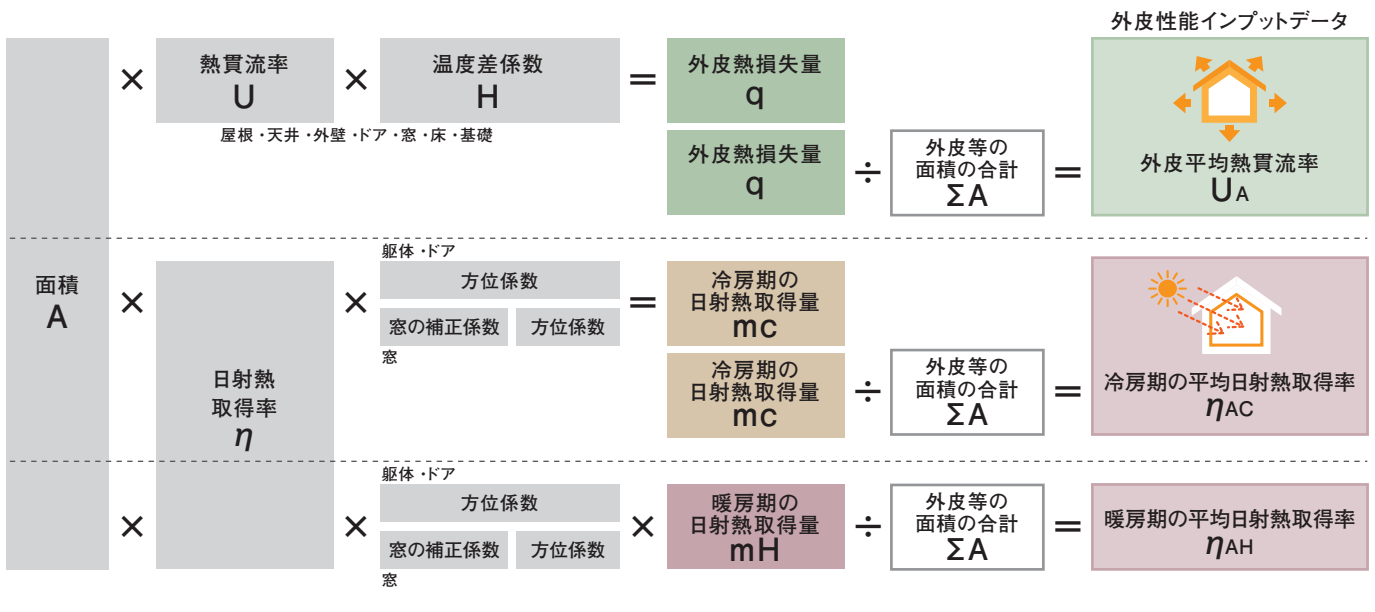 外皮性能インプットデータ
面積
A
×
熱貫流率
U
×
温度差係数
H
=
外皮熱損失量
q
屋根・天井・外壁・ドア・窓・床・基礎
外皮熱損失量
q
÷
外皮等の
面積の合計
ΣA
=
外皮平均熱貫流率
UA
×
日射熱
取得率
η
×
躯体・ドア
方位係数
窓の補正係数
方位係数
窓
=
冷房期の
日射熱取得量
mc
冷房期の
日射熱取得量
mc
÷
外皮等の
面積の合計
ΣA
=
冷房期の平均日射熱取得率
ηAC
×
×
躯体・ドア
方位係数
窓の補正係数
方位係数
窓
×
暖房期の
日射熱取得量
mH
÷
外皮等の
面積の合計
ΣA
=
暖房期の平均日射熱取得率
ηAH